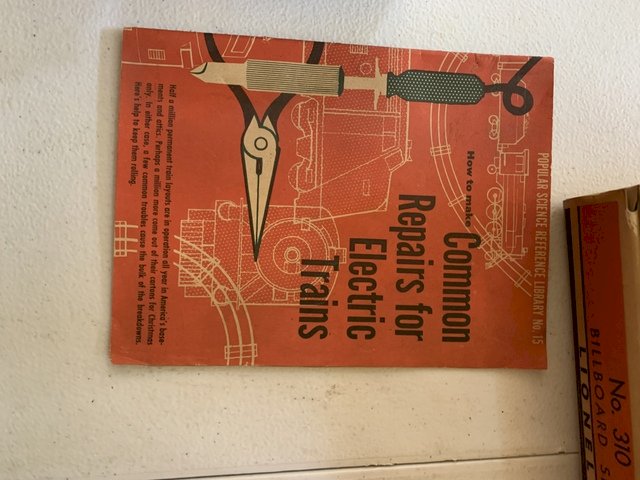 POPULAR SCIENCE REFERENCE LIBRARY No. 15
How to make
Common
Repairs for
Electric
Trains
Half a million permanent train layouts are in operation all year in America's base-
ments and attics. Perhaps a million more come out of their cartons for Christmas
only. In either case, a few common troubles cause the bulk of the breakdowns.
Here's help to keep them rolling.
No. 310
BILLBOARD S
LIONEL